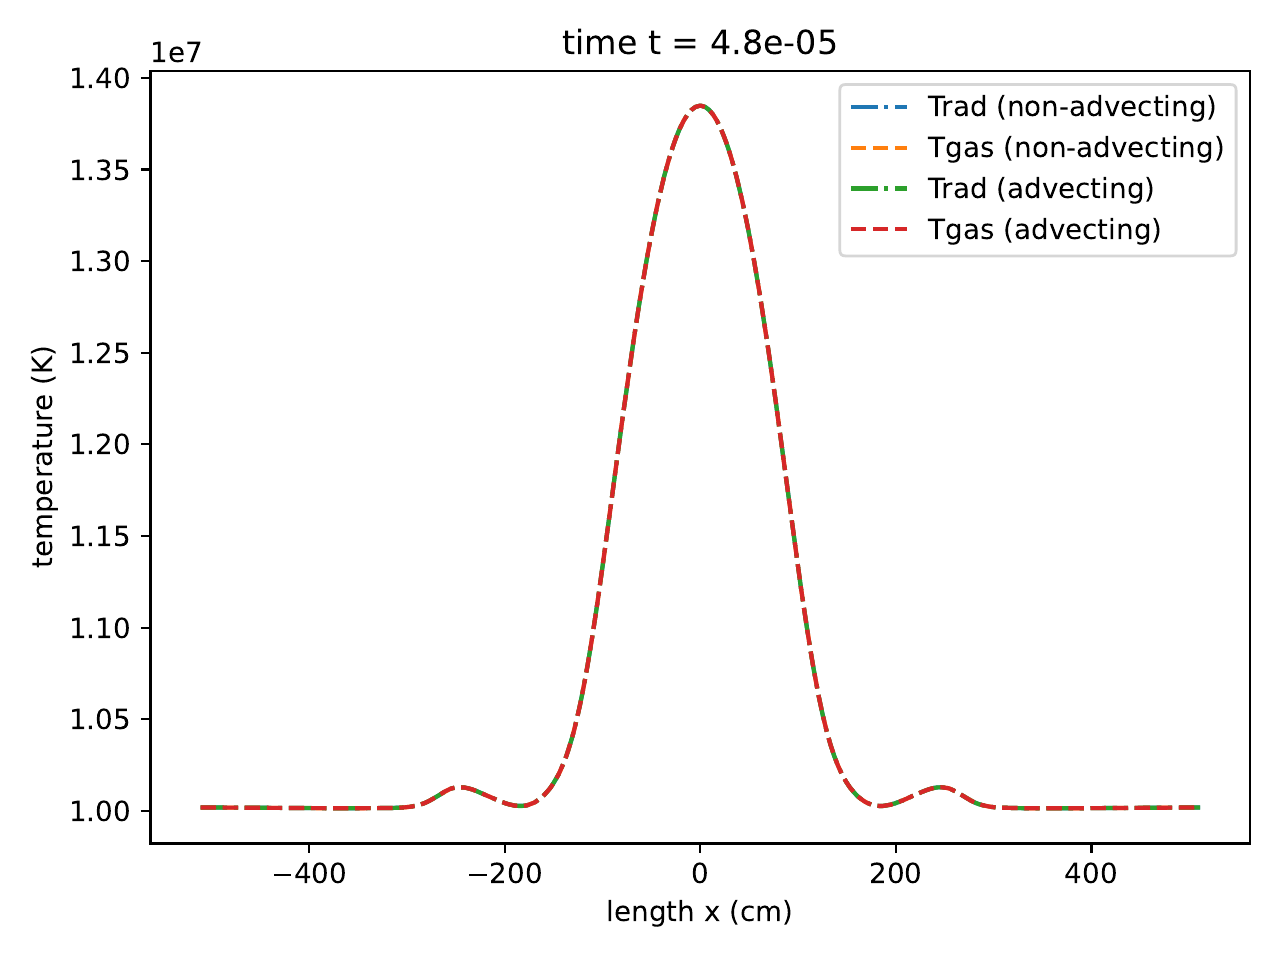 time t = 4.8e-05
1e7
1.40
1.35
1.30
1.25
1.20
1.15
1.10
1.05
1.00
temperature (K)
Trad (non-advecting)
Tgas (non-advecting)
Trad (advecting)
Tgas (advecting)
−400
−200
0
200
400
length x (cm)